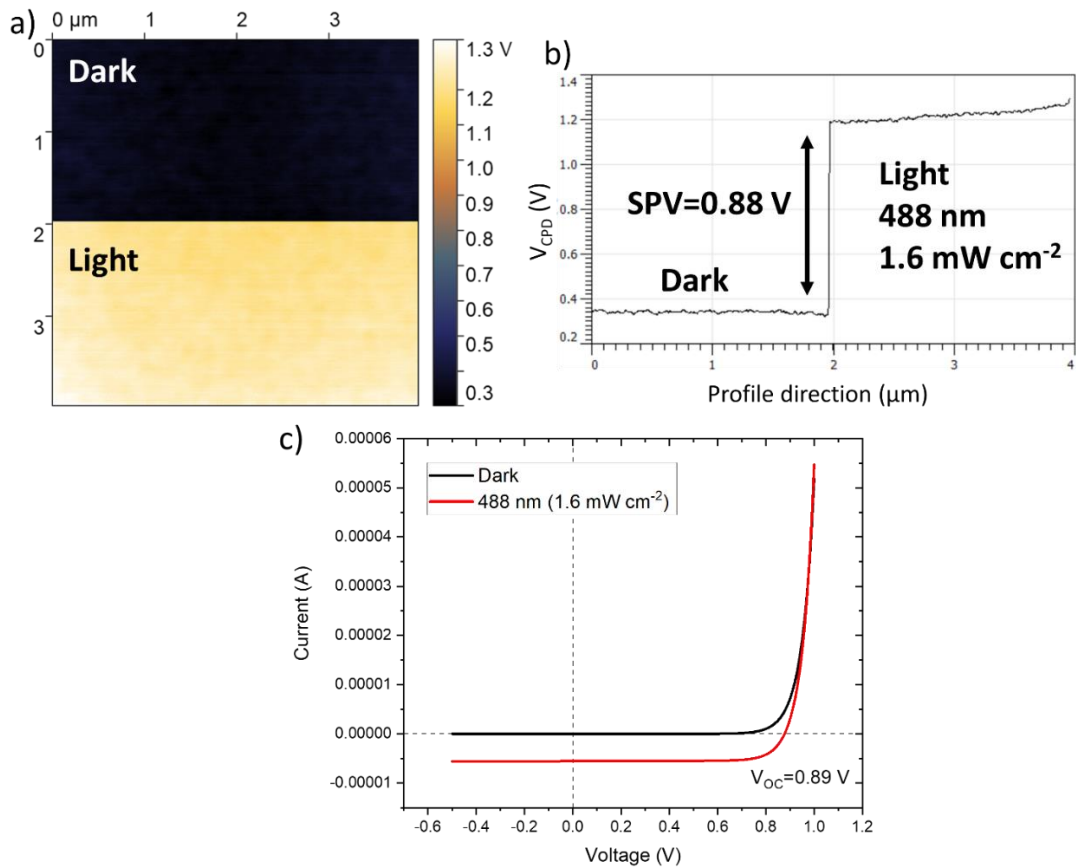 a)
0 μm 1 2 3
0
1
2
3
Dark
Light
1.3 V
1.2
1.1
1.0
0.9
0.8
0.7
0.6
0.5
0.4
0.3
b)
V_CPD (V)
1.4
1.2
1.0
0.8
0.6
0.4
0.2
SPV=0.88 V
Dark
Light
488 nm
1.6 mW cm⁻²
0 1 2 3 4
Profile direction (μm)
c)
Current (A)
0.00006
0.00005
0.00004
0.00003
0.00002
0.00001
0.00000
-0.00001
Dark
488 nm (1.6 mW cm⁻²)
V_OC=0.89 V
-0.6 -0.4 -0.2 0.0 0.2 0.4 0.6 0.8 1.0 1.2
Voltage (V)